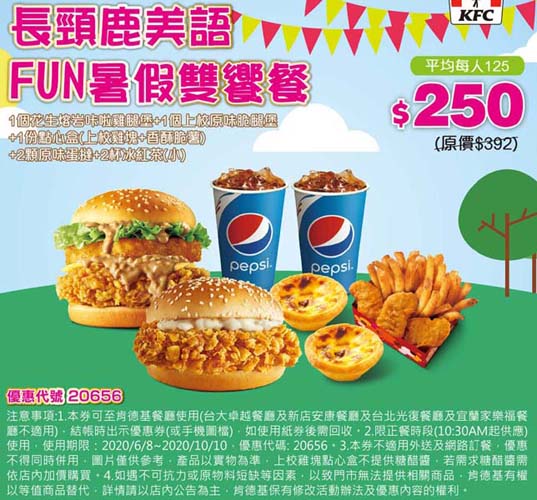 長頸鹿美語
KFC
FUN暑假雙饗餐
平均每人125
$250
(原價$392)
1個花生熔岩咔啦雞腿堡+1個上校原味脆腿堡
+1份點心盒(上校雞塊+香酥脆薯)
+2顆原味蛋撻+2杯冰紅茶(小)
pepsi
pepsi
優惠代號 20656
注意事項:1.本券可至肯德基餐廳使用(台大卓越餐廳及新店安康餐廳及台北光復餐廳及宜蘭家樂福餐
廳不適用)，結帳時出示優惠券(或手機圖檔)，如使用紙券後需回收。2.限正餐時段(10:30AM起供應)
使用，使用期限：2020/6/8~2020/10/10，優惠代碼: 20656。3.本券不適用外送及網路訂餐，優惠
不得同時併用，圖片僅供參考，產品以實物為準，上校雞塊點心盒不提供糖醋醬，若需求糖醋醬需
依店內加價購買。4.如遇不可抗力或原物料短缺等因素，以致門市無法提供相關商品，肯德基有權
以等值商品替代，詳情請以店內公告為主，肯德基保有修改活動辦法及優惠內容的權利。